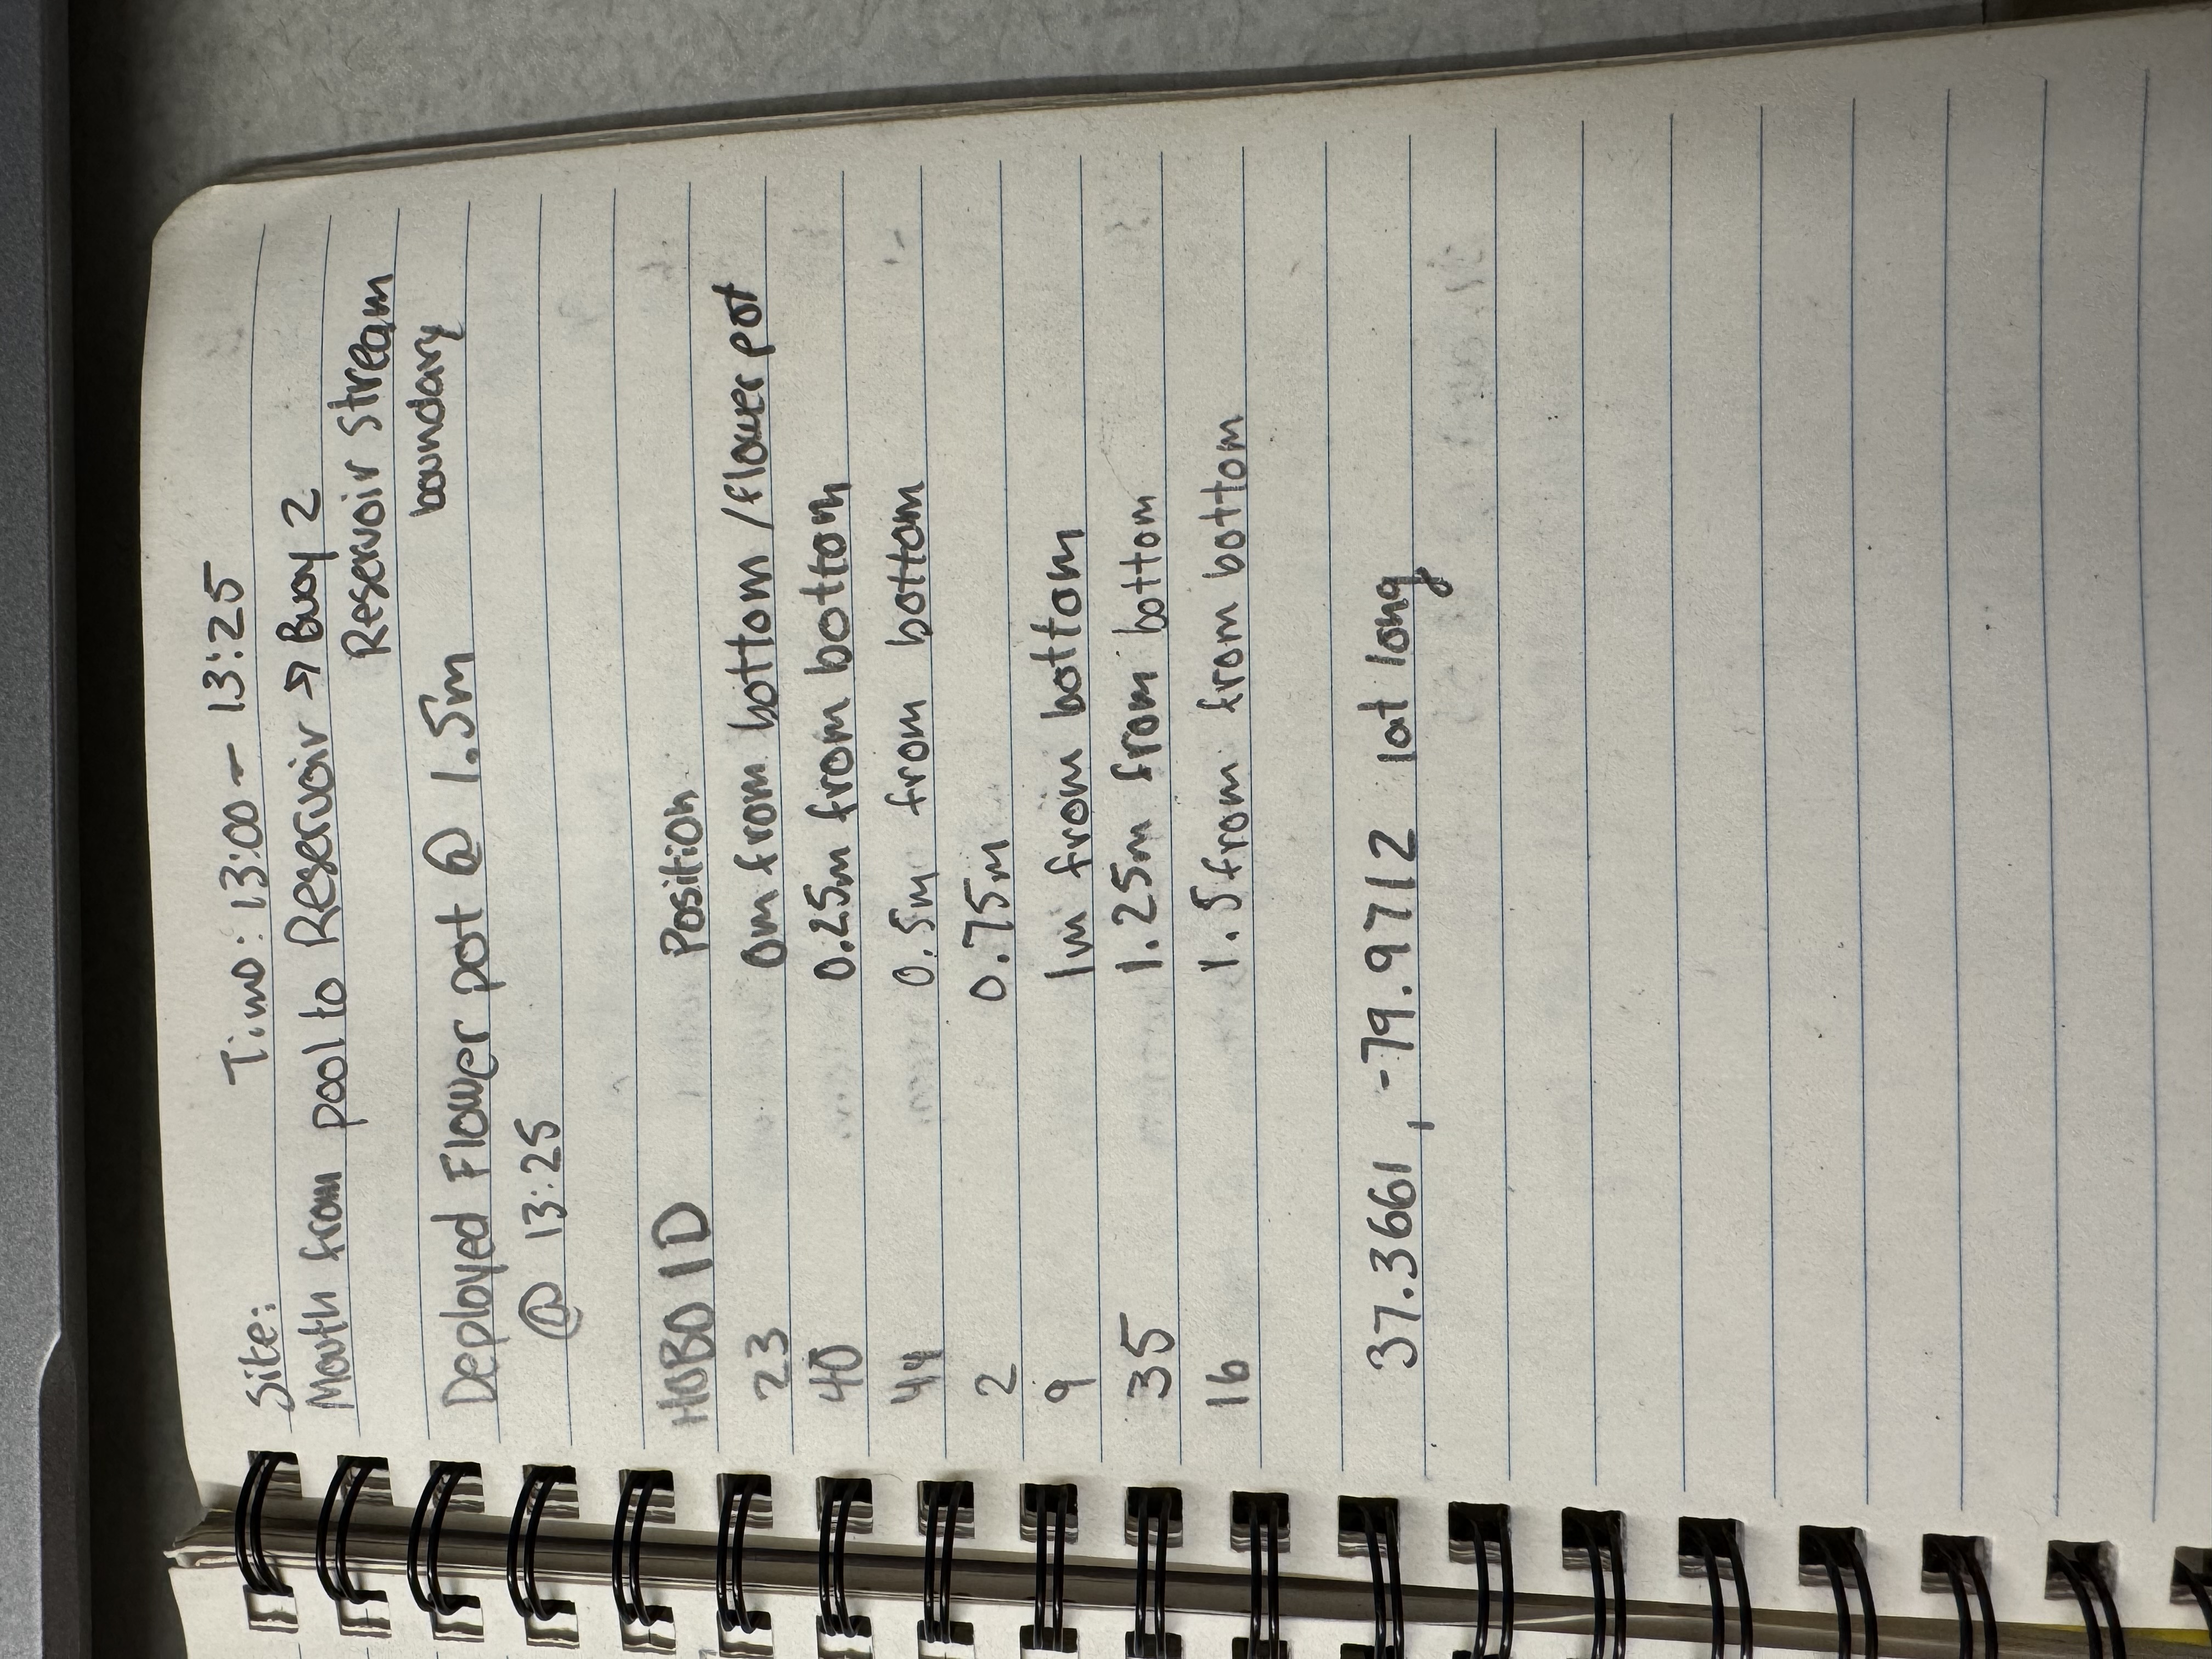 Site: Time: 13:00 - 13:25
Mouth from pool to Reservoir → Buoy 2
Reservoir Stream
boundary
Deployed Flower pot @ 1.5m
@ 13:25
HOBO ID Position
23 0m from bottom / flower pot
40 0.25m from bottom
44 0.5m from bottom
2 0.75m
9 1m from bottom
35 1.25m from bottom
16 1.5 from from bottom
37.3661, -79.9712 lat long